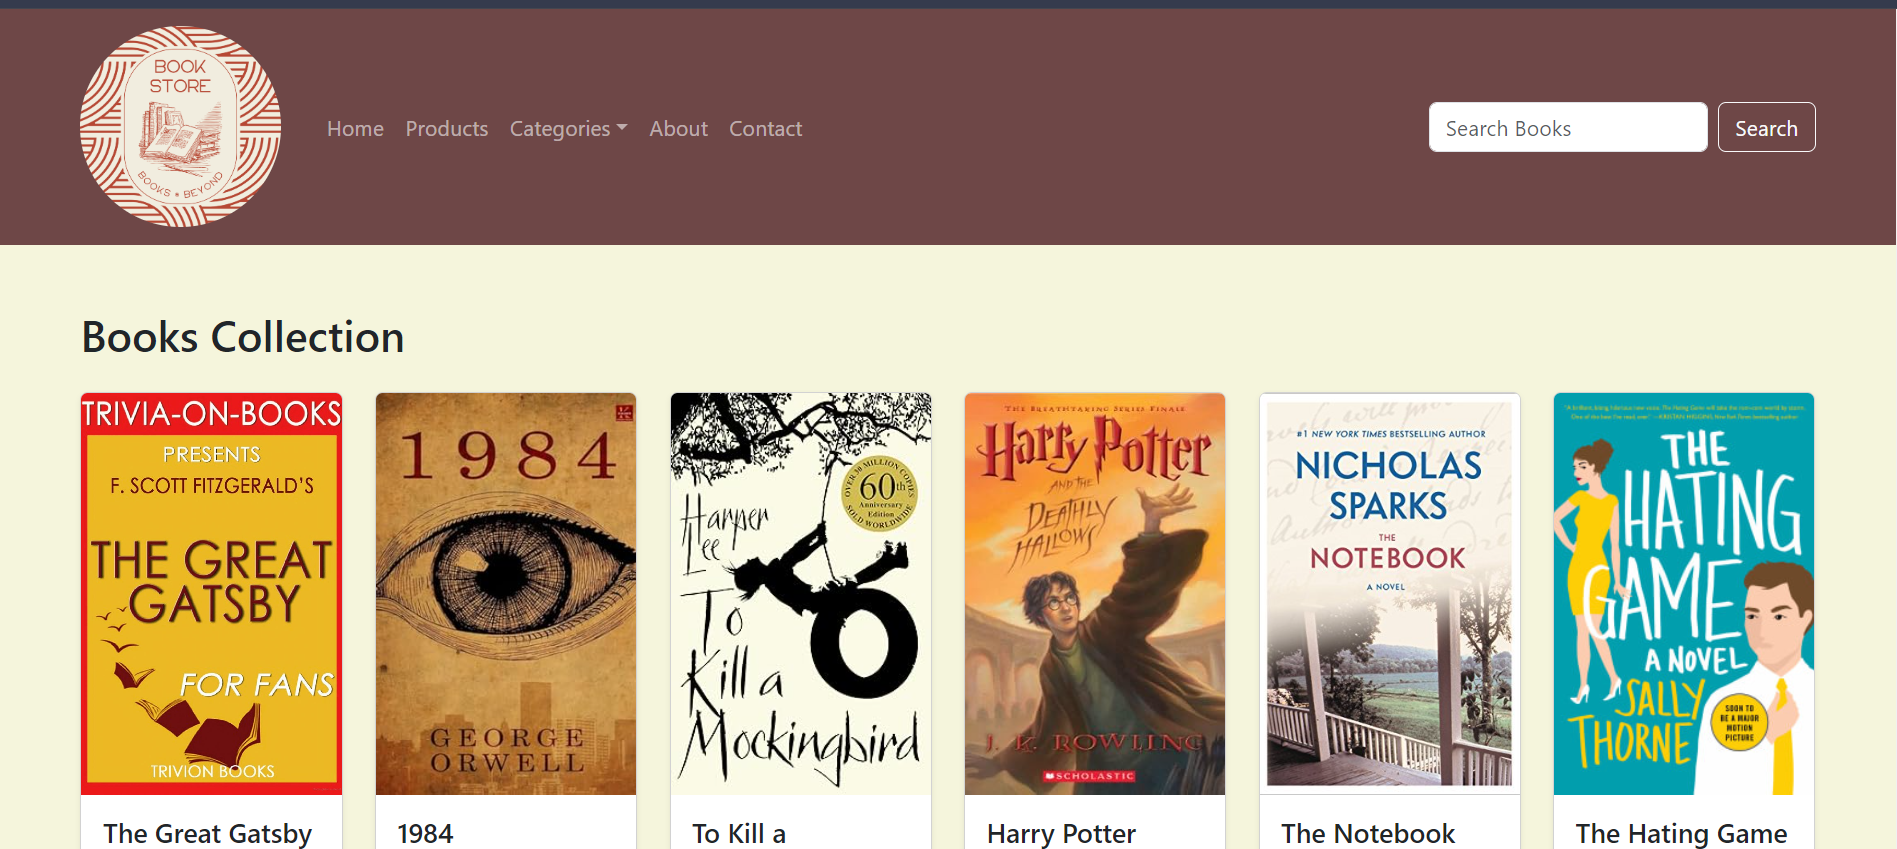 BOOK
STORE
BOOKS • BEYOND
Home Products Categories About Contact
Search Books Search
Books Collection
TRIVIA-ON-BOOKS
PRESENTS
F. SCOTT FITZGERALD'S
THE GREAT
GATSBY
FOR FANS
TRIVION BOOKS
The Great Gatsby
1984
GEORGE
ORWELL
1984
Harper
Lee
OVER 30 MILLION COPIES
60th
Anniversary
Edition
SOLD WORLDWIDE
To
Kill a
Mockingbird
To Kill a
THE BREATHTAKING SERIES FINALE
Harry Potter
AND THE
DEATHLY
HALLOWS
J. K. ROWLING
SCHOLASTIC
Harry Potter
#1 NEW YORK TIMES BESTSELLING AUTHOR
NICHOLAS
SPARKS
THE
NOTEBOOK
A NOVEL
The Notebook
THE
HATING
GAME
A NOVEL
SALLY
THORNE
SOON TO
BE A MAJOR
MOTION
PICTURE
The Hating Game